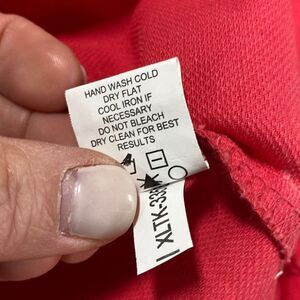 HAND WASH COLD
DRY FLAT
COOL IRON IF
NECESSARY
DO NOT BLEACH
DRY CLEAN FOR BEST
RESULTS